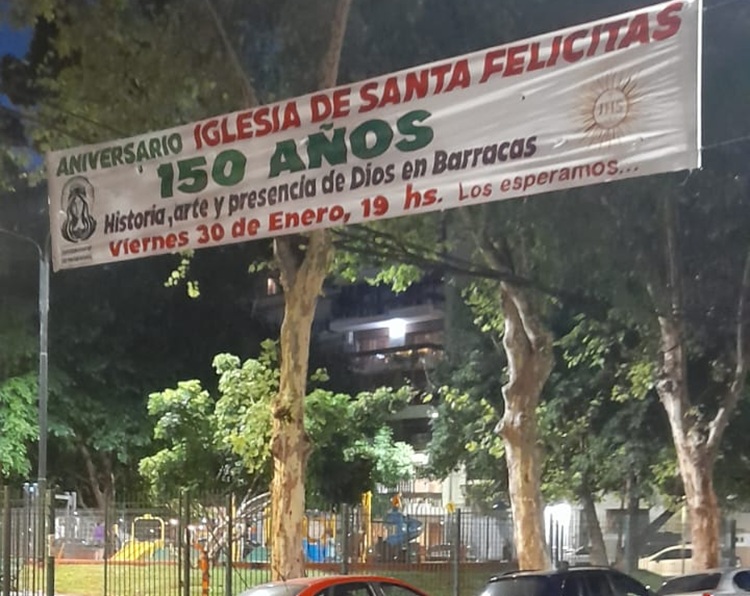 ANIVERSARIO IGLESIA DE SANTA FELICITAS
150 AÑOS
JHS
Historia, arte y presencia de Dios en Barracas
Viernes 30 de Enero, 19 hs. Los esperamos...